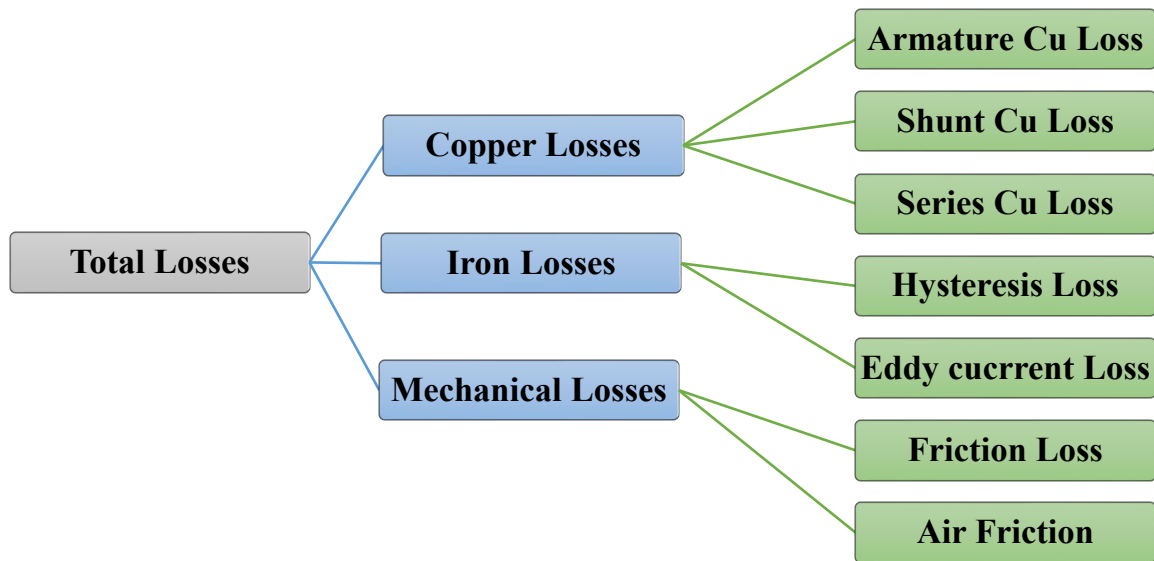 Total Losses
Copper Losses
Iron Losses
Mechanical Losses
Armature Cu Loss
Shunt Cu Loss
Series Cu Loss
Hysteresis Loss
Eddy cucrrent Loss
Friction Loss
Air Friction